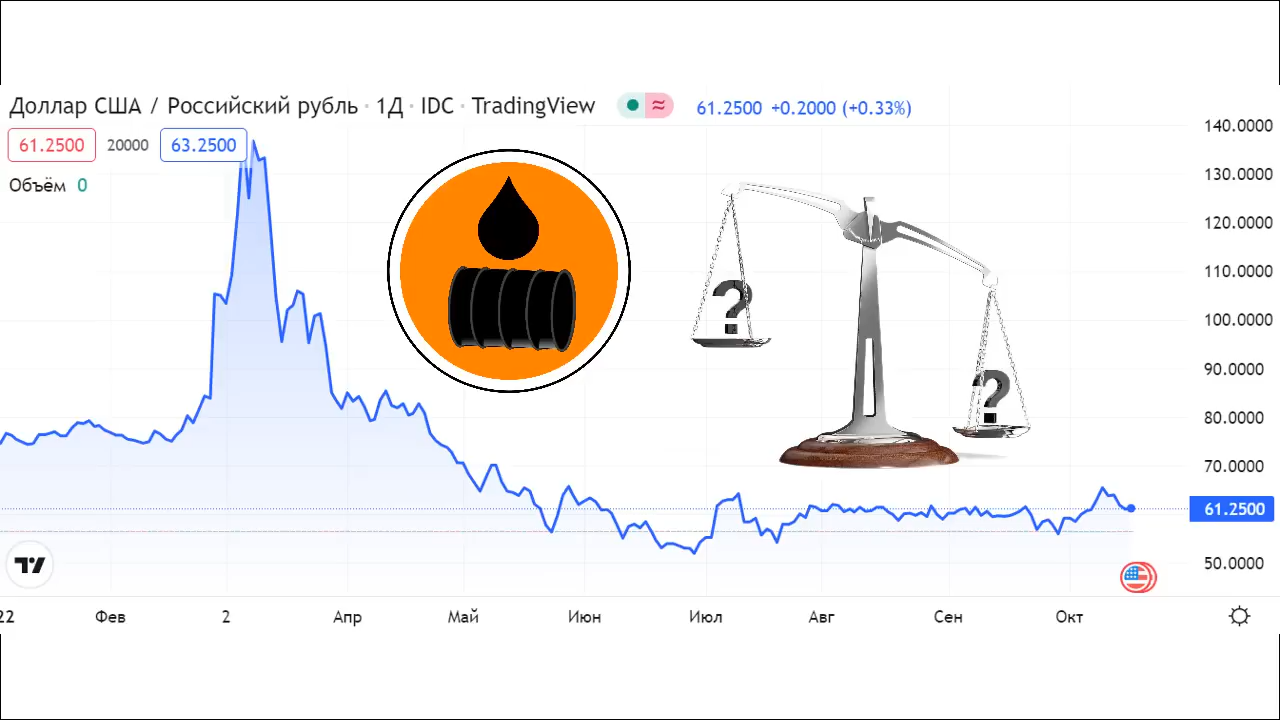 Доллар США / Российский рубль · 1Д · IDC · TradingView ≈ 61.2500 +0.2000 (+0.33%)
61.2500 20000 63.2500
Объём 0
140.0000
130.0000
120.0000
110.0000
100.0000
90.0000
80.0000
70.0000
61.2500
50.0000
? ?
22 Фев 2 Апр Май Июн Июл Авг Сен Окт